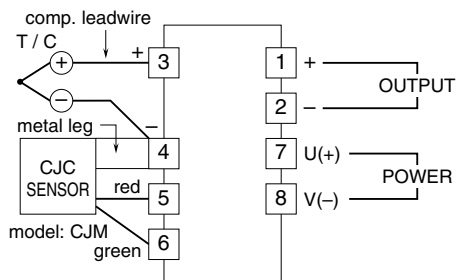 comp. leadwire
T / C
+ 3
+
–
–
metal leg
4
CJC
SENSOR
red 5
model: CJM
green 6
1 +
OUTPUT
2 –
7 U(+)
POWER
8 V(–)